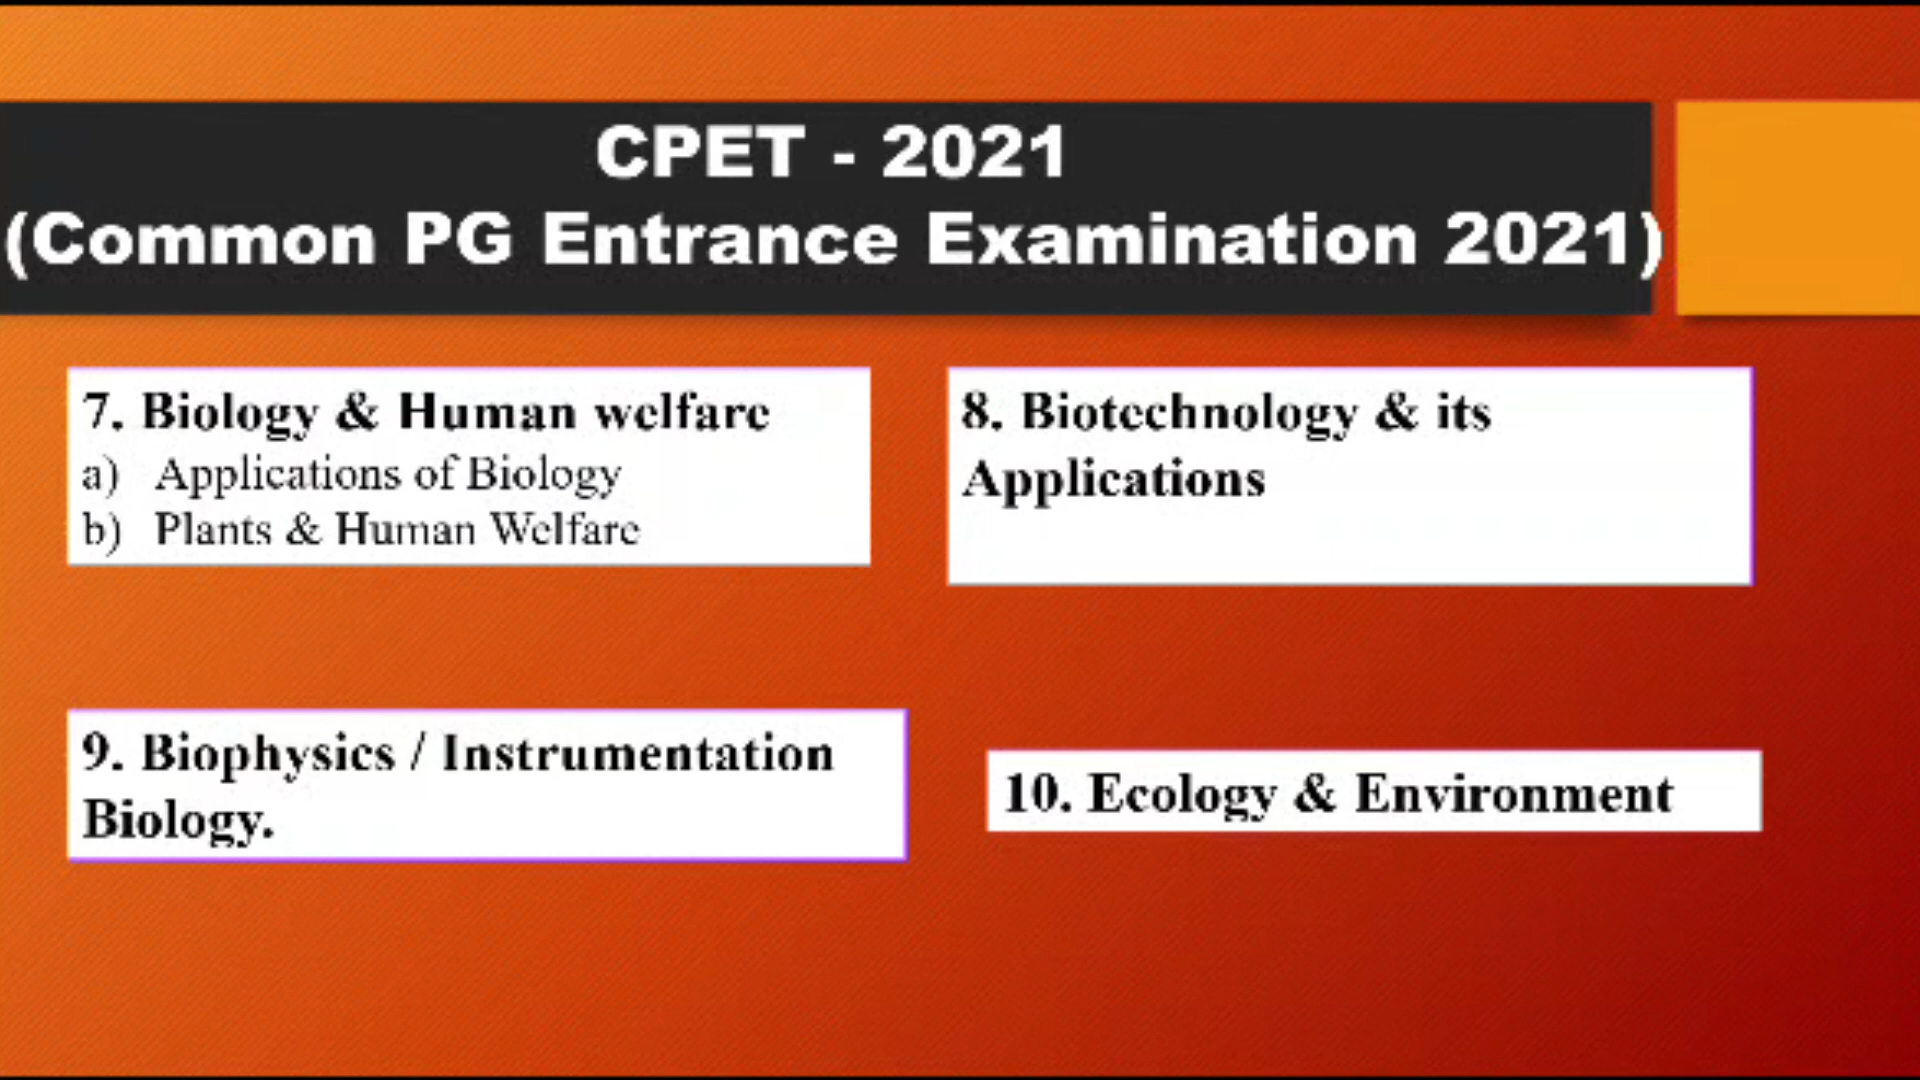 CPET - 2021
(Common PG Entrance Examination 2021)
7. Biology & Human welfare
a) Applications of Biology
b) Plants & Human Welfare
8. Biotechnology & its
Applications
9. Biophysics / Instrumentation
Biology.
10. Ecology & Environment